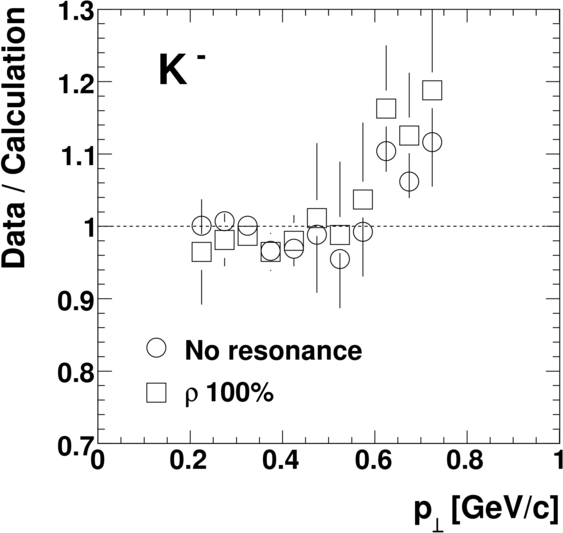 K -
Data / Calculation
1.3
1.2
1.1
1
0.9
0.8
0.7
No resonance
ρ 100%
0 0.2 0.4 0.6 0.8 1
p⊥ [GeV/c]